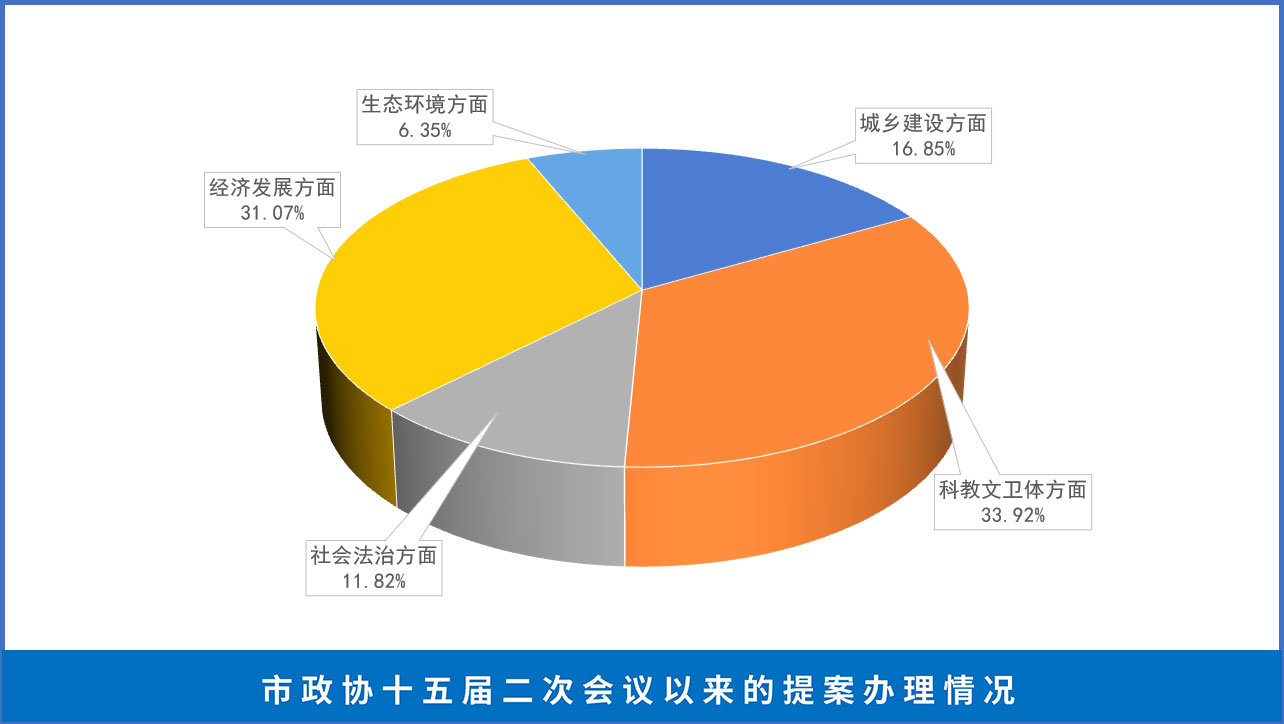 生态环境方面
6.35%
城乡建设方面
16.85%
经济发展方面
31.07%
科教文卫体方面
33.92%
社会法治方面
11.82%
市政协十五届二次会议以来的提案办理情况